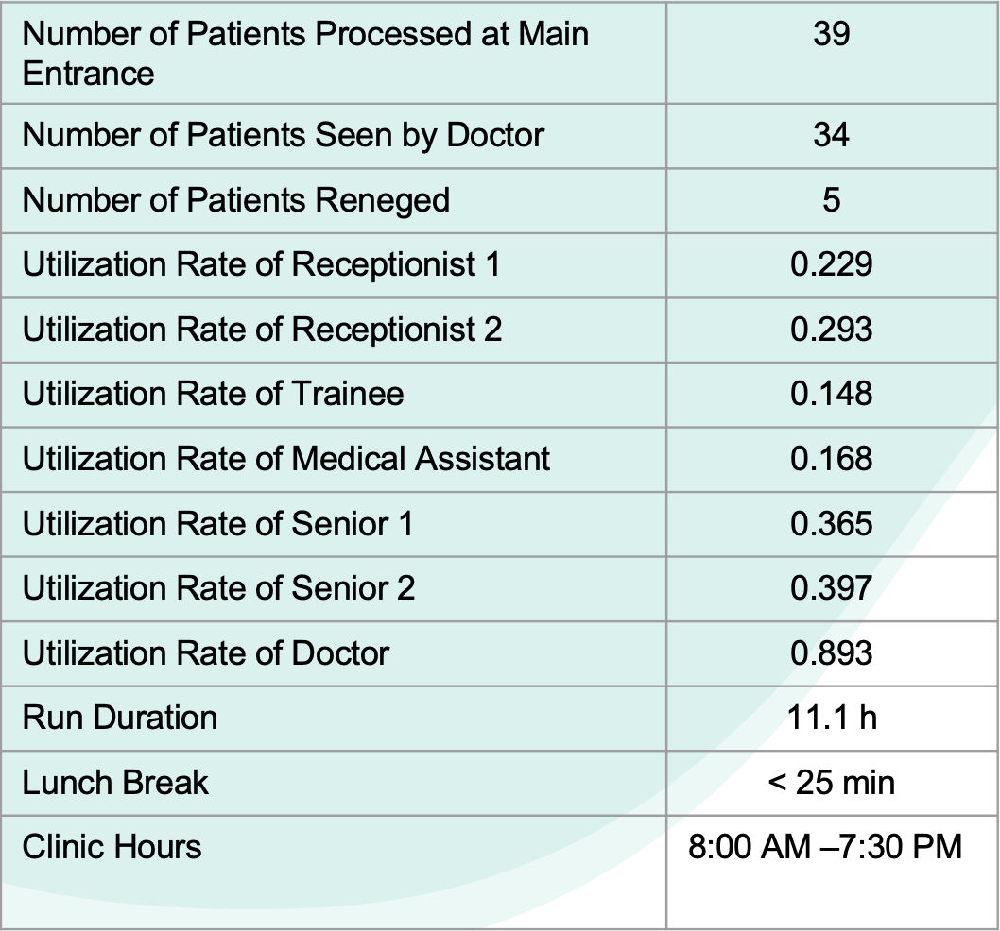 Number of Patients Processed at Main 39
Entrance
Number of Patients Seen by Doctor 34
Number of Patients Reneged 5
Utilization Rate of Receptionist 1 0.229
Utilization Rate of Receptionist 2 0.293
Utilization Rate of Trainee 0.148
Utilization Rate of Medical Assistant 0.168
Utilization Rate of Senior 1 0.365
Utilization Rate of Senior 2 0.397
Utilization Rate of Doctor 0.893
Run Duration 11.1 h
Lunch Break < 25 min
Clinic Hours 8:00 AM –7:30 PM